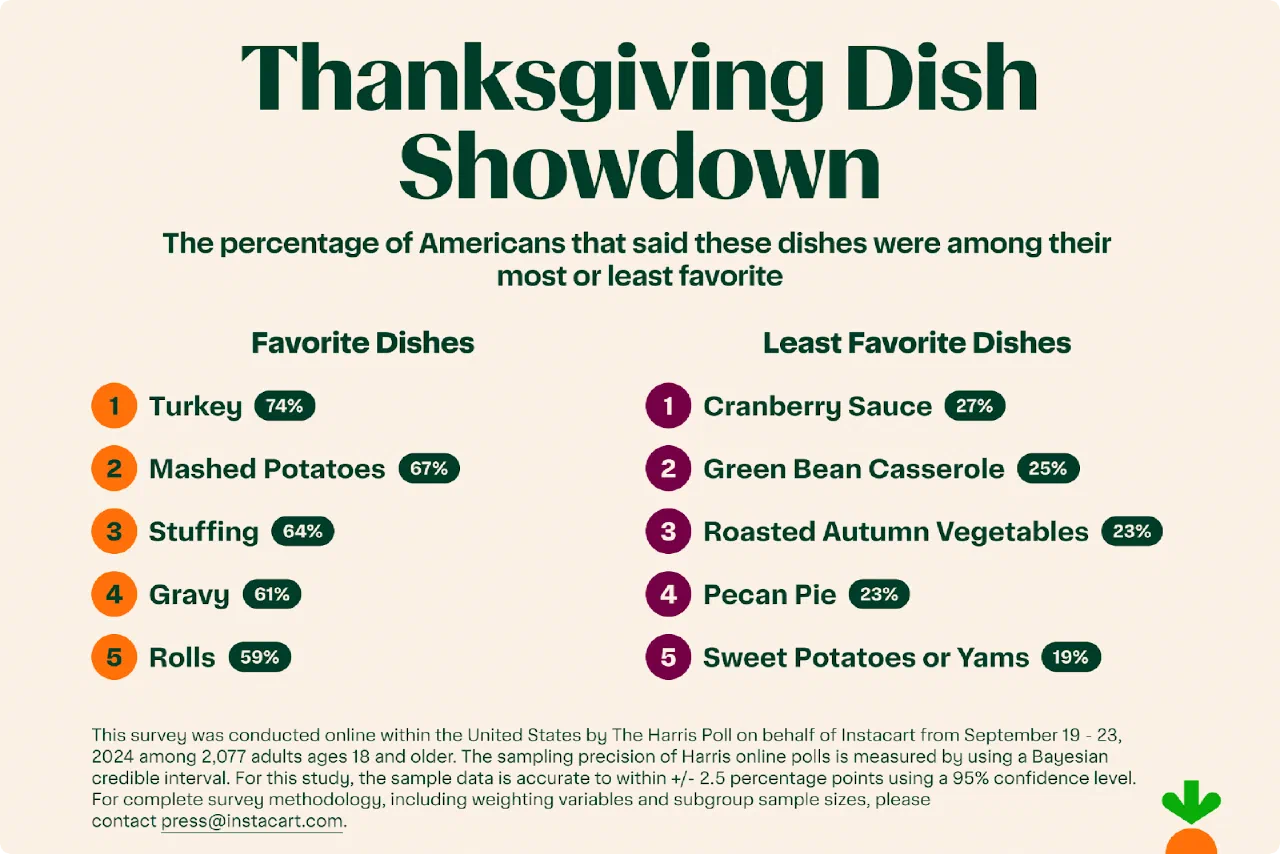 Thanksgiving Dish
Showdown
The percentage of Americans that said these dishes were among their
most or least favorite
Favorite Dishes
1 Turkey 74%
2 Mashed Potatoes 67%
3 Stuffing 64%
4 Gravy 61%
5 Rolls 59%
Least Favorite Dishes
1 Cranberry Sauce 27%
2 Green Bean Casserole 25%
3 Roasted Autumn Vegetables 23%
4 Pecan Pie 23%
5 Sweet Potatoes or Yams 19%
This survey was conducted online within the United States by The Harris Poll on behalf of Instacart from September 19 - 23,
2024 among 2,077 adults ages 18 and older. The sampling precision of Harris online polls is measured by using a Bayesian
credible interval. For this study, the sample data is accurate to within +/- 2.5 percentage points using a 95% confidence level.
For complete survey methodology, including weighting variables and subgroup sample sizes, please
contact press@instacart.com.